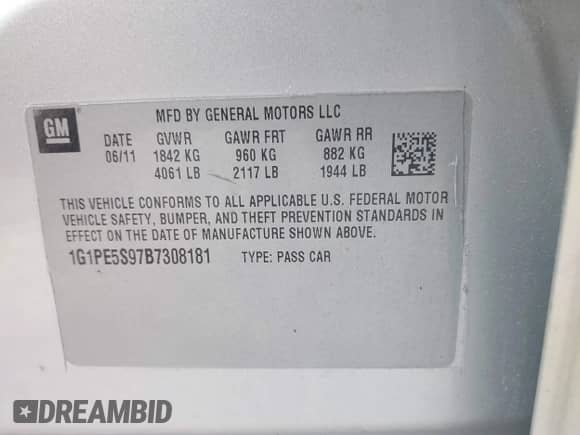 GM
MFD BY GENERAL MOTORS LLC
DATE GVWR GAWR FRT GAWR RR
06/11 1842 KG 960 KG 882 KG
4061 LB 2117 LB 1944 LB
THIS VEHICLE CONFORMS TO ALL APPLICABLE U.S. FEDERAL MOTOR
VEHICLE SAFETY, BUMPER, AND THEFT PREVENTION STANDARDS IN
EFFECT ON THE DATE OF MANUFACTURE SHOWN ABOVE.
1G1PE5S97B7308181 TYPE: PASS CAR
DREAMBID